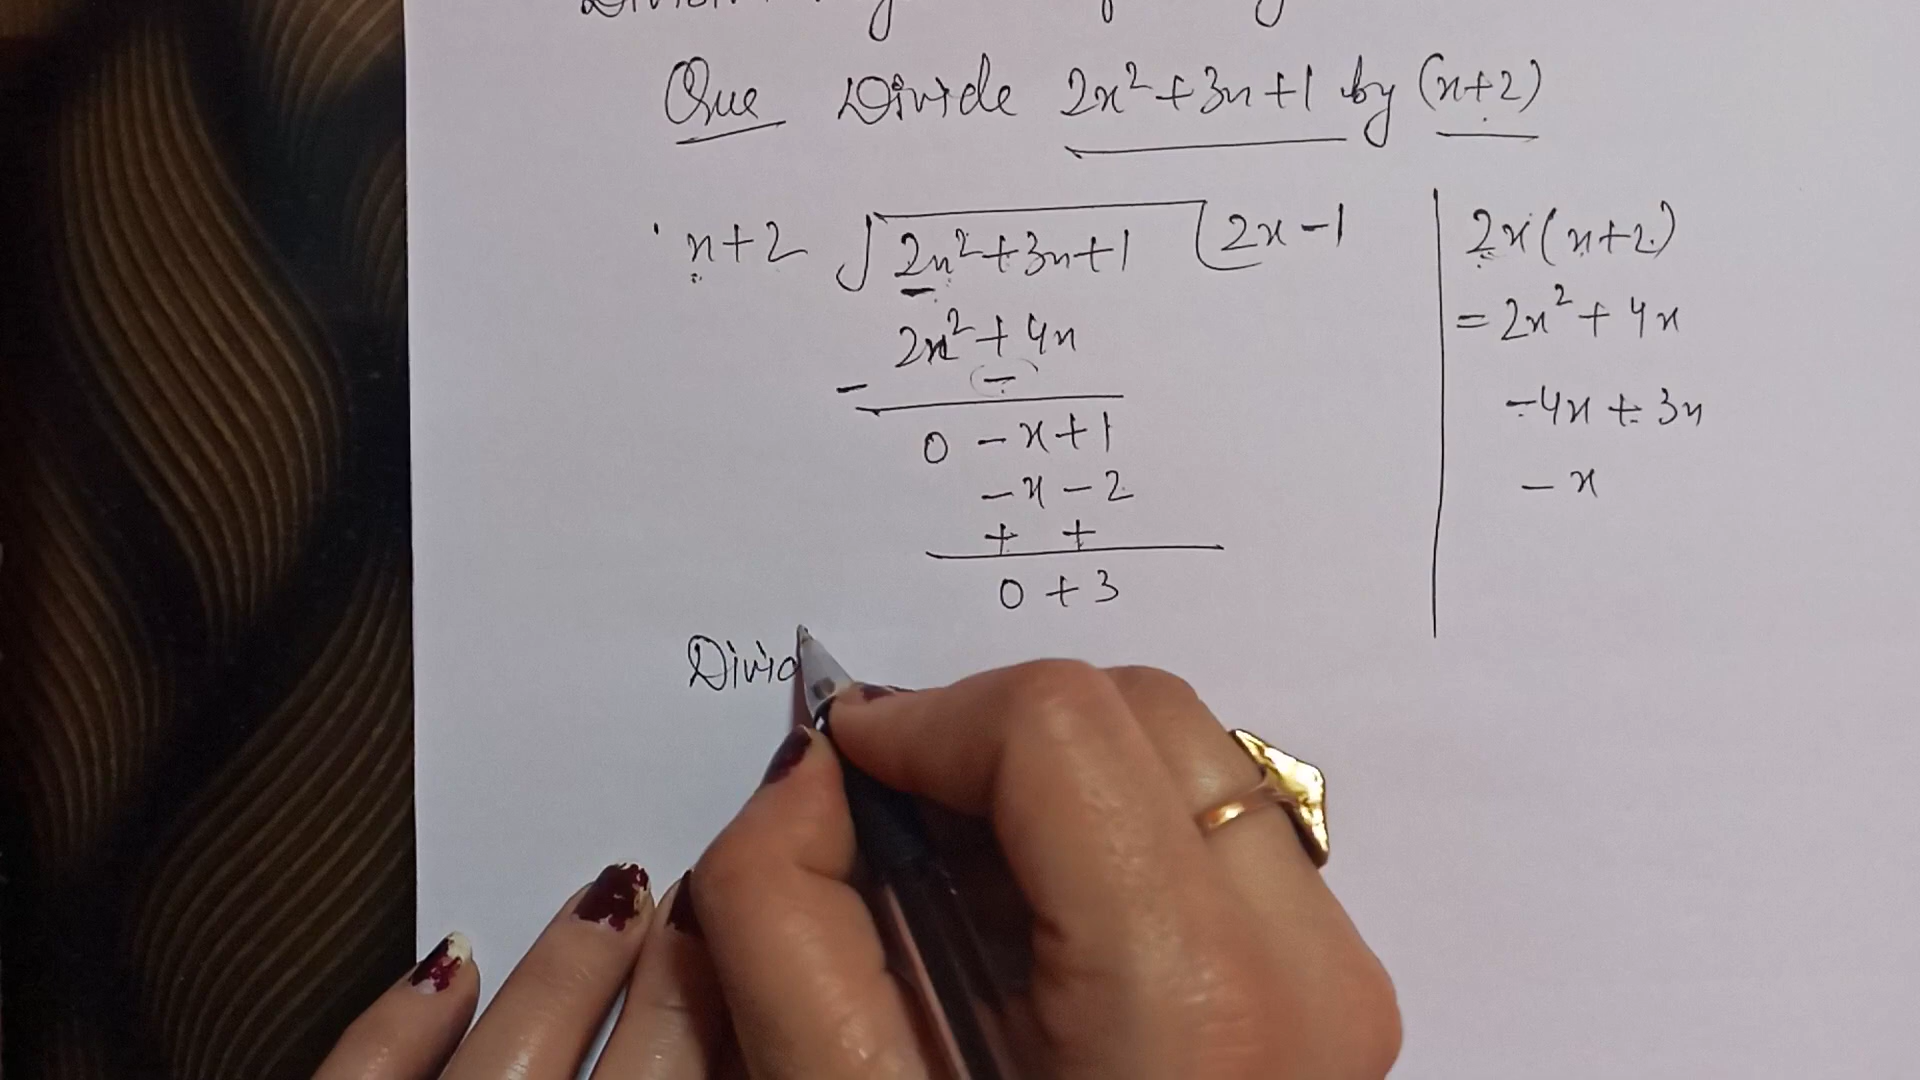 Que Divide 2x²+3x+1 by (x+2)
x+2 2x²+3x+1 2x-1
2x²+4x
- -
0 -x+1
-x-2
+ +
0+3
2x(x+2)
=2x²+4x
-4x+3x
-x
Divid